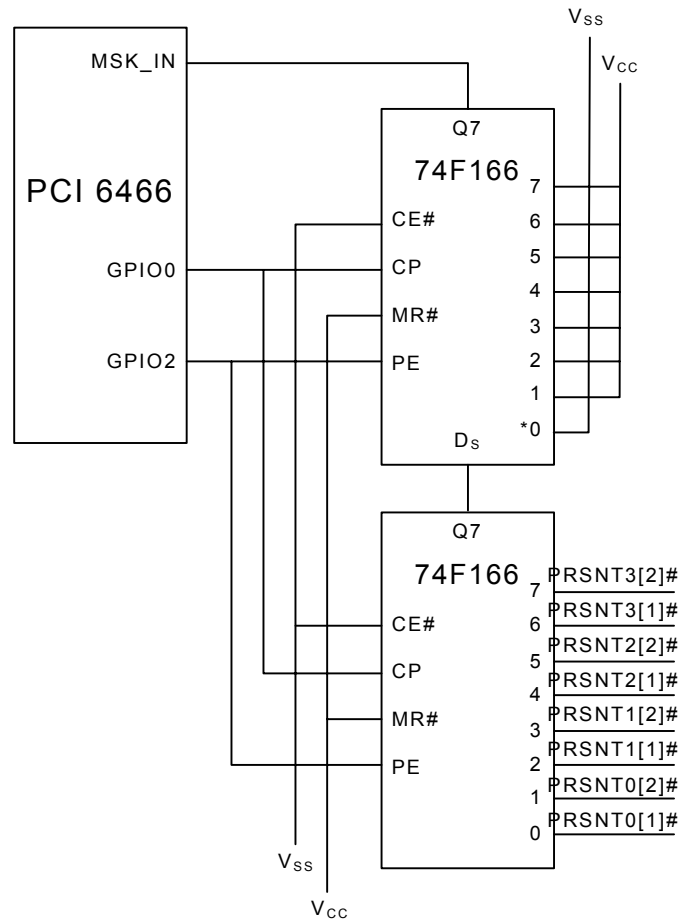 VSS
VCC
MSK_IN
PCI 6466
GPIO0
GPIO2
Q7
74F166
CE#
CP
MR#
PE
7
6
5
4
3
2
1
*0
DS
Q7
74F166
CE#
CP
MR#
PE
7 PRSNT3[2]#
6 PRSNT3[1]#
5 PRSNT2[2]#
4 PRSNT2[1]#
3 PRSNT1[2]#
2 PRSNT1[1]#
1 PRSNT0[2]#
0 PRSNT0[1]#
VSS
VCC